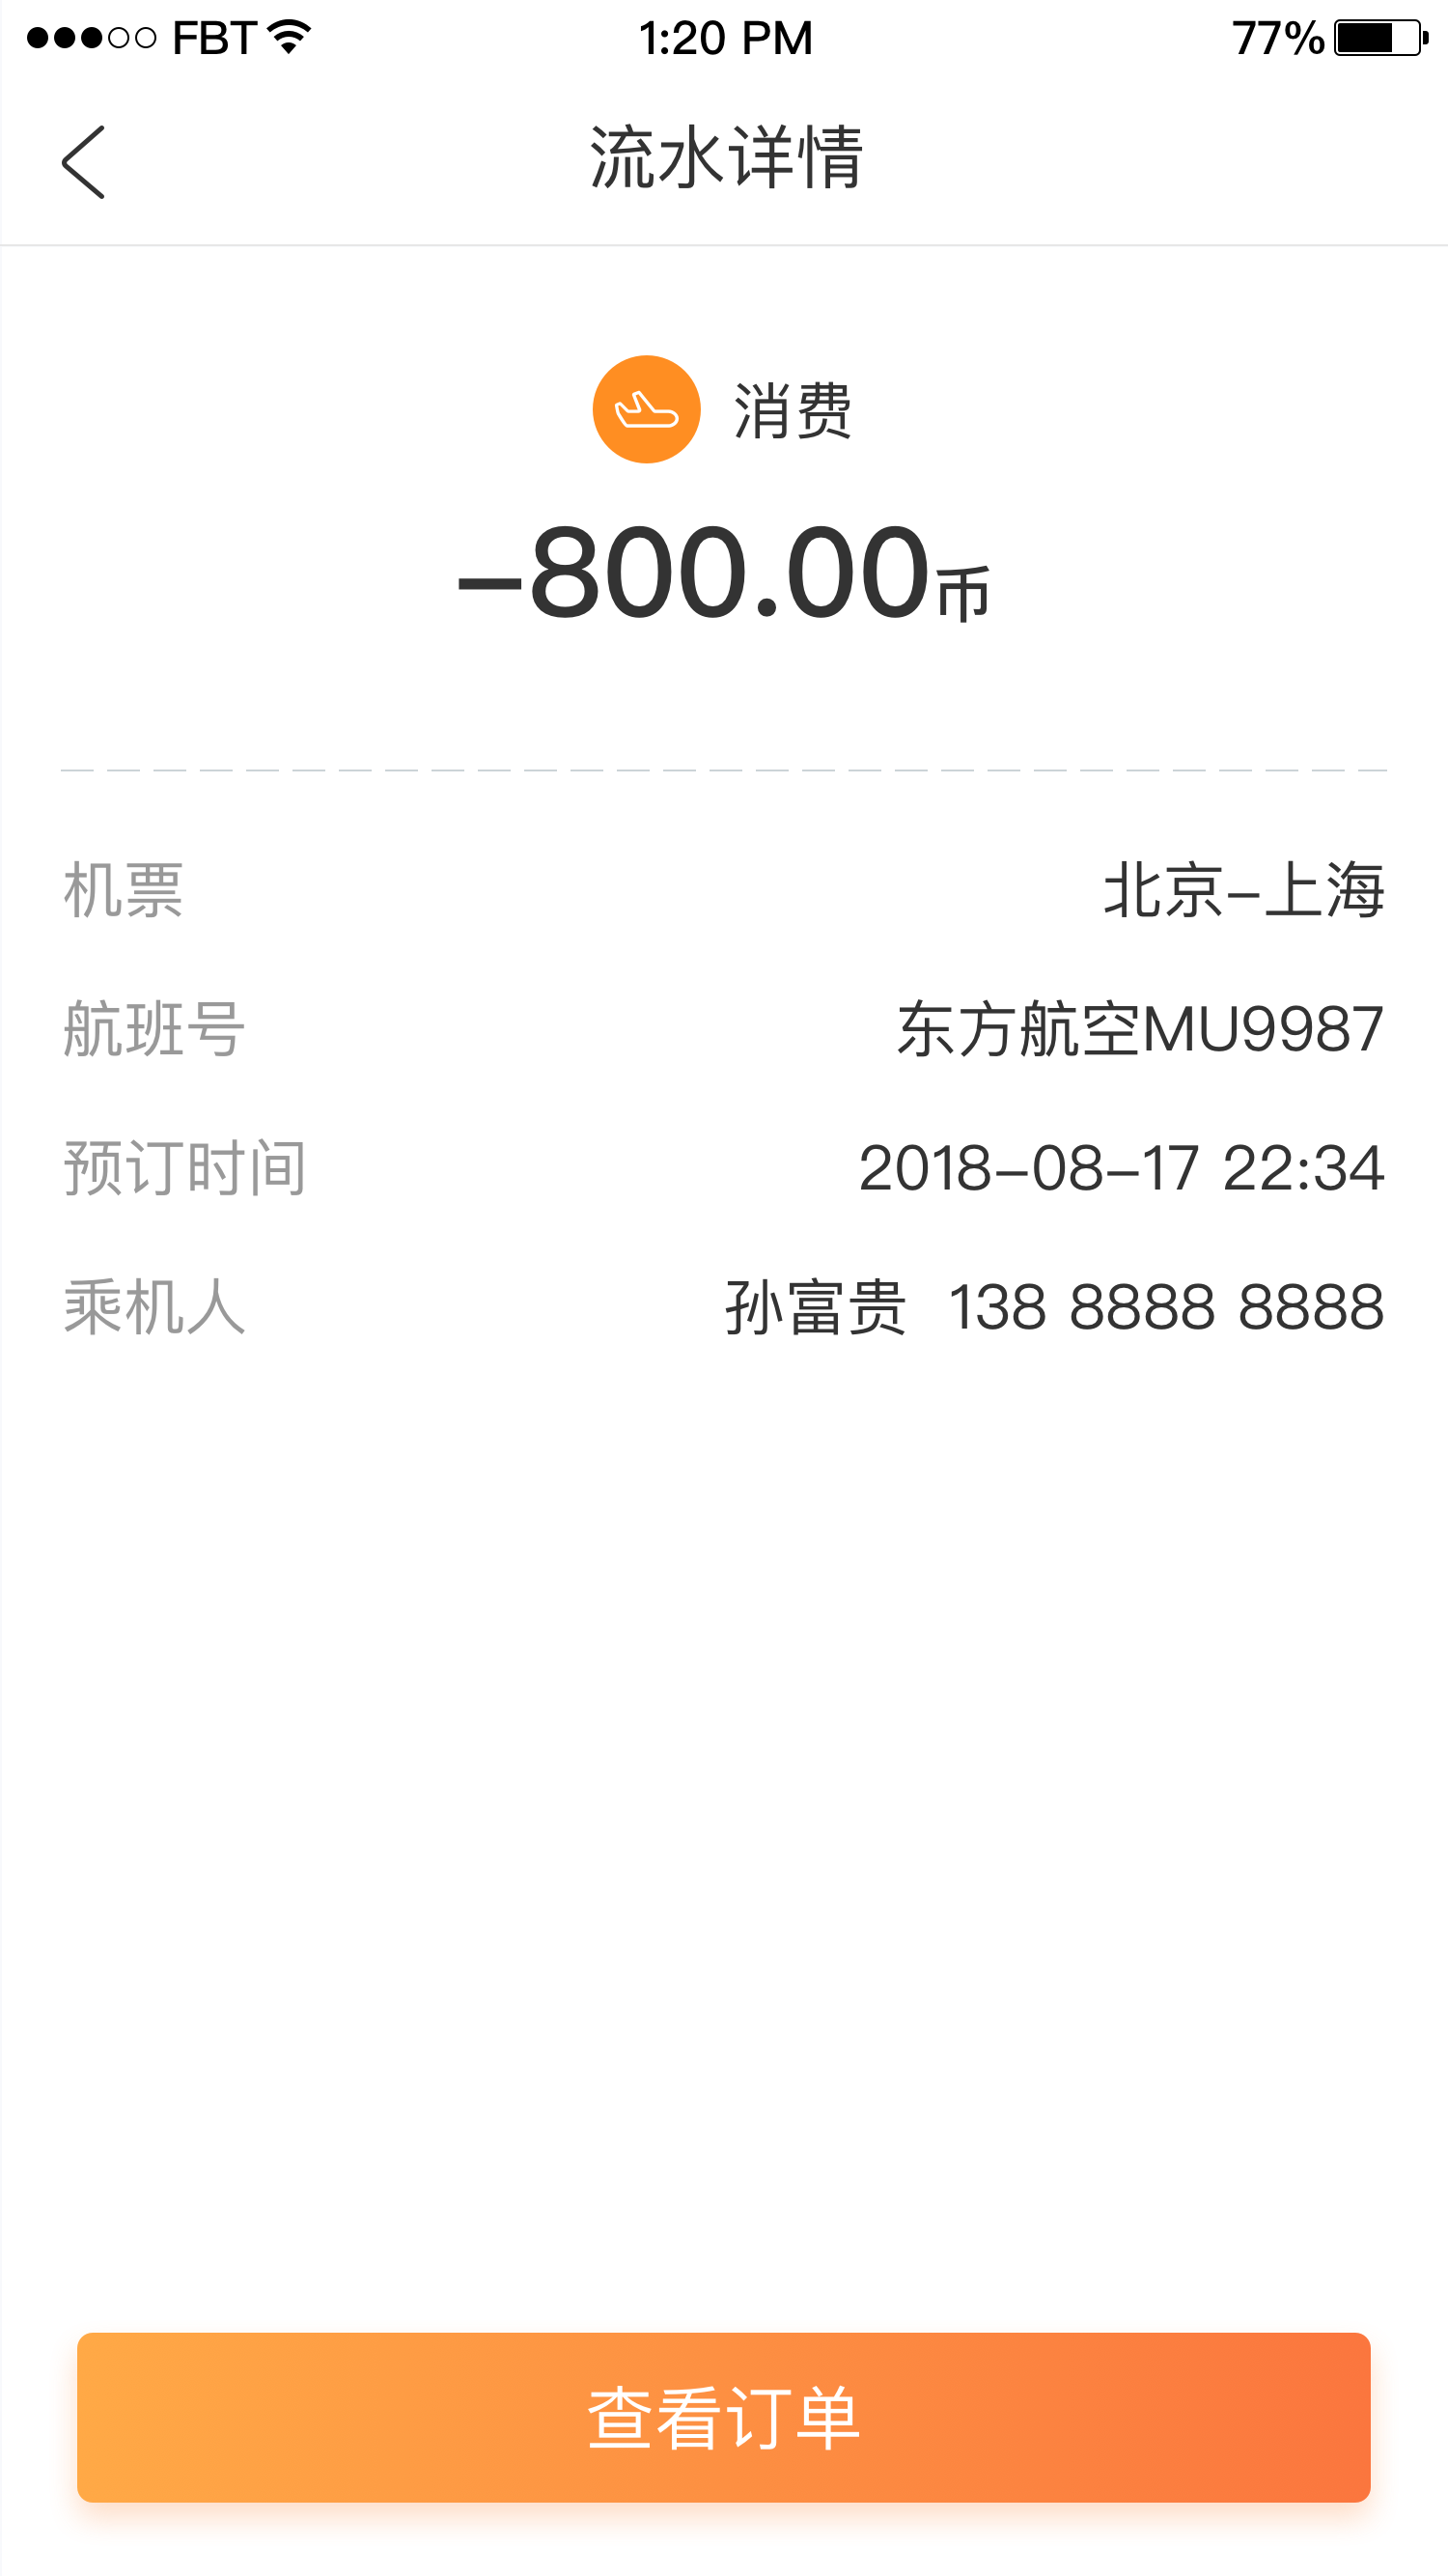 FBT 1:20 PM 77%
流水详情
消费
-800.00币
机票 北京-上海
航班号 东方航空MU9987
预订时间 2018-08-17 22:34
乘机人 孙富贵 138 8888 8888
查看订单